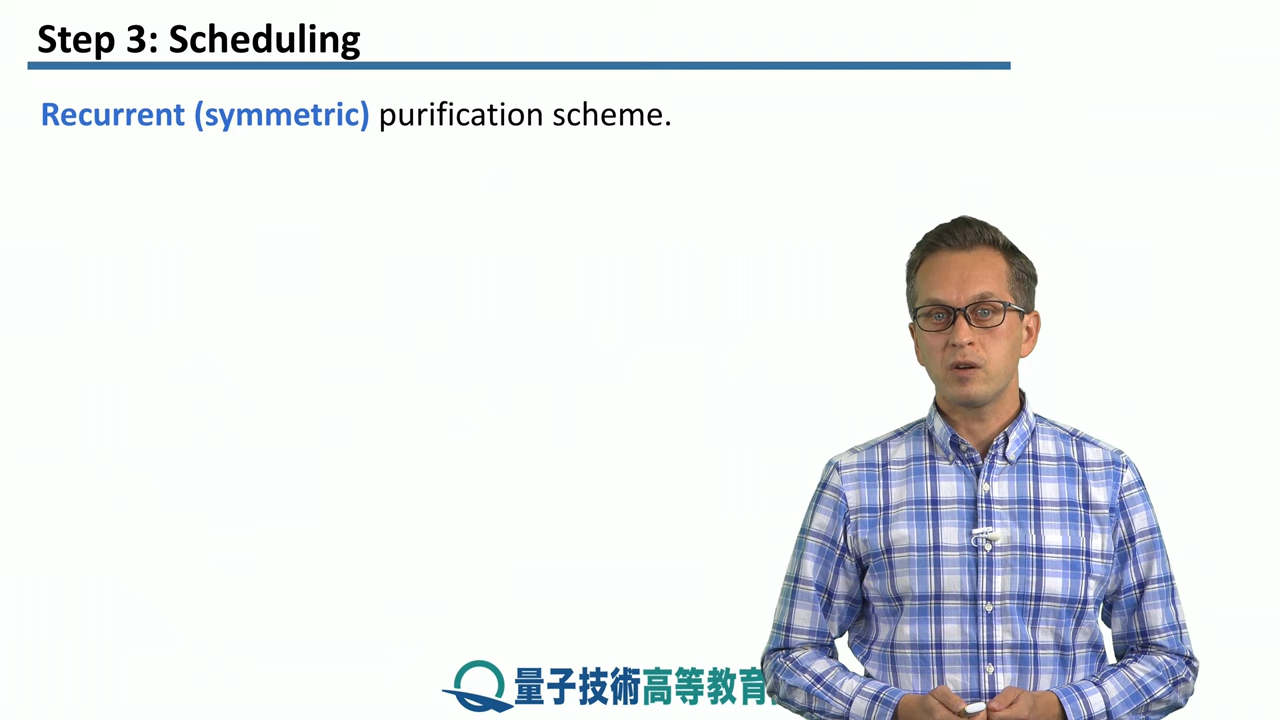 Step 3: Scheduling
Recurrent (symmetric) purification scheme.
量子技術高等教育